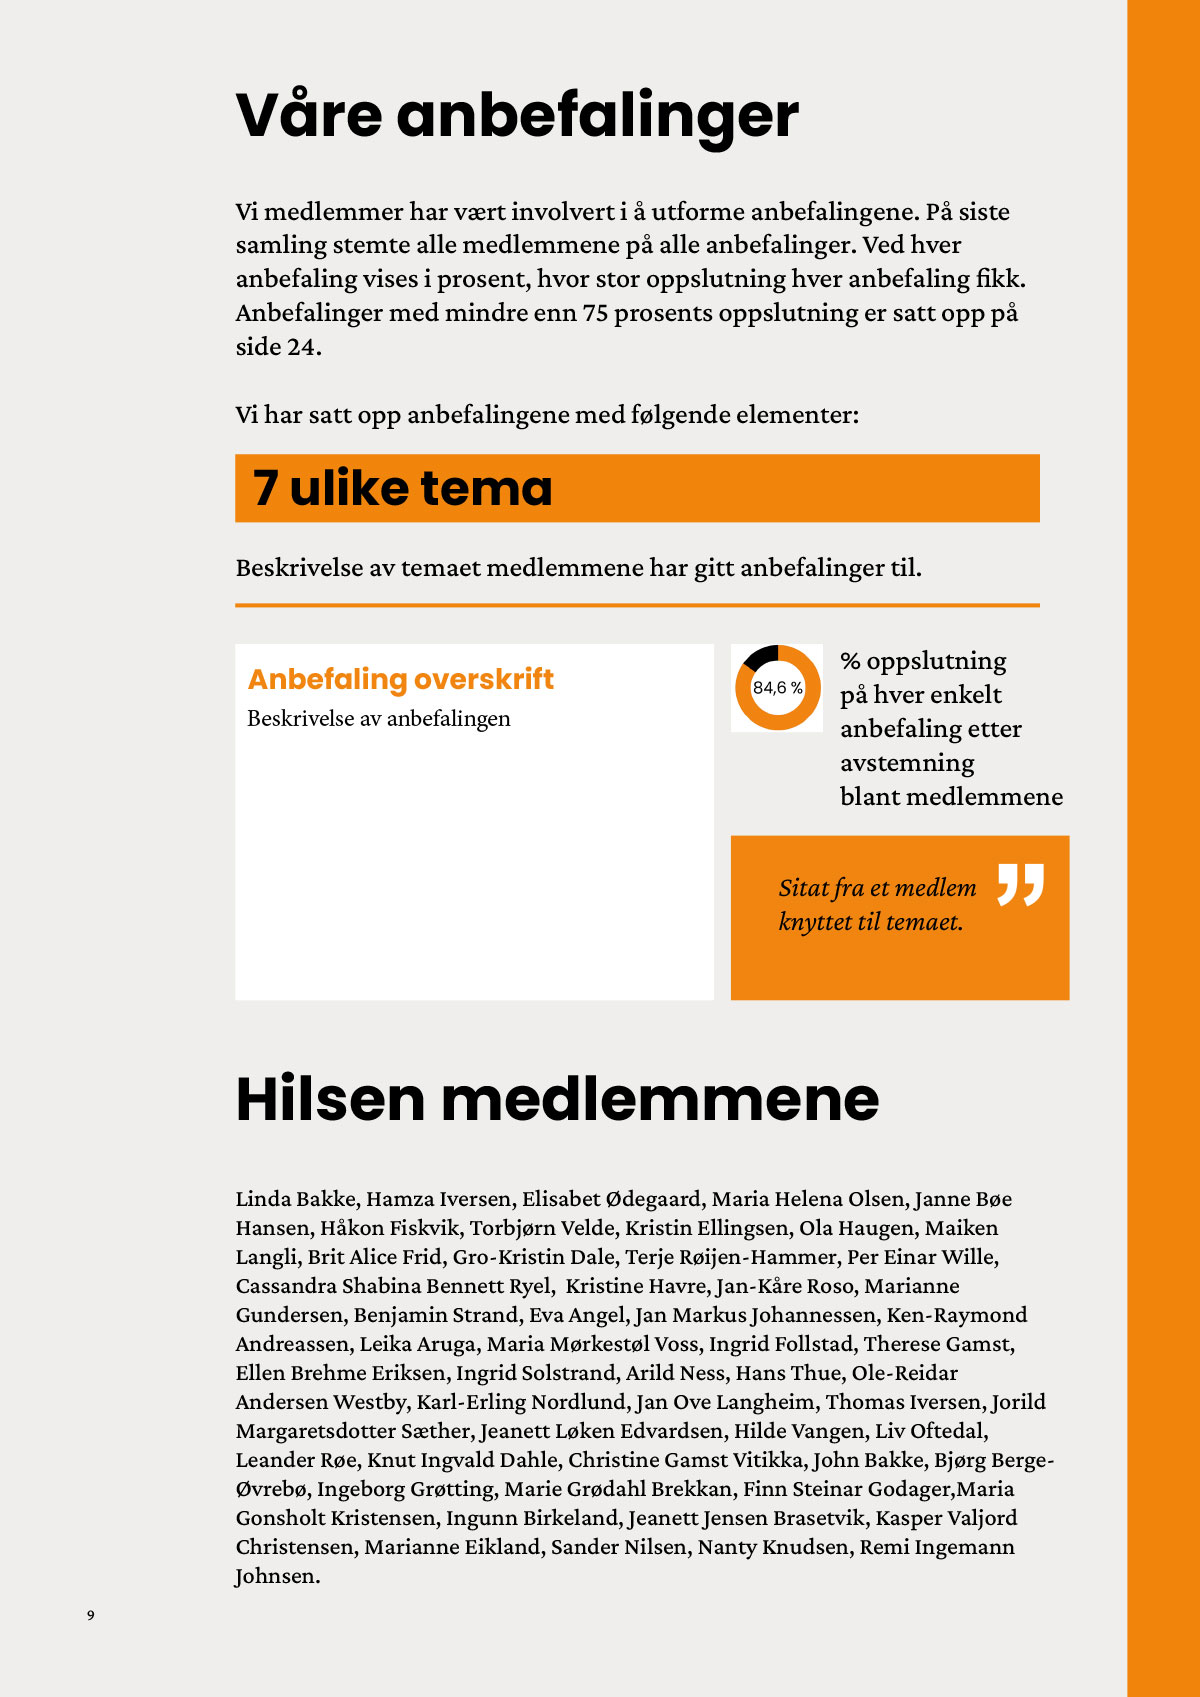 Våre anbefalinger
Vi medlemmer har vært involvert i å utforme anbefalingene. På siste
samling stemte alle medlemmene på alle anbefalinger. Ved hver
anbefaling vises i prosent, hvor stor oppslutning hver anbefaling fikk.
Anbefalinger med mindre enn 75 prosents oppslutning er satt opp på
side 24.
Vi har satt opp anbefalingene med følgende elementer:
7 ulike tema
Beskrivelse av temaet medlemmene har gitt anbefalinger til.
Anbefaling overskrift
Beskrivelse av anbefalingen
84,6 %
% oppslutning
på hver enkelt
anbefaling etter
avstemning
blant medlemmene
Sitat fra et medlem
knyttet til temaet.
”
Hilsen medlemmene
Linda Bakke, Hamza Iversen, Elisabet Ødegaard, Maria Helena Olsen, Janne Bøe
Hansen, Håkon Fiskvik, Torbjørn Velde, Kristin Ellingsen, Ola Haugen, Maiken
Langli, Brit Alice Frid, Gro-Kristin Dale, Terje Røijen-Hammer, Per Einar Wille,
Cassandra Shabina Bennett Ryel,  Kristine Havre, Jan-Kåre Roso, Marianne
Gundersen, Benjamin Strand, Eva Angel, Jan Markus Johannessen, Ken-Raymond
Andreassen, Leika Aruga, Maria Mørkestøl Voss, Ingrid Follstad, Therese Gamst,
Ellen Brehme Eriksen, Ingrid Solstrand, Arild Ness, Hans Thue, Ole-Reidar
Andersen Westby, Karl-Erling Nordlund, Jan Ove Langheim, Thomas Iversen, Jorild
Margaretsdotter Sæther, Jeanett Løken Edvardsen, Hilde Vangen, Liv Oftedal,
Leander Røe, Knut Ingvald Dahle, Christine Gamst Vitikka, John Bakke, Bjørg Berge-
Øvrebø, Ingeborg Grøtting, Marie Grødahl Brekkan, Finn Steinar Godager,Maria
Gonsholt Kristensen, Ingunn Birkeland, Jeanett Jensen Brasetvik, Kasper Valjord
Christensen, Marianne Eikland, Sander Nilsen, Nanty Knudsen, Remi Ingemann
Johnsen.
9